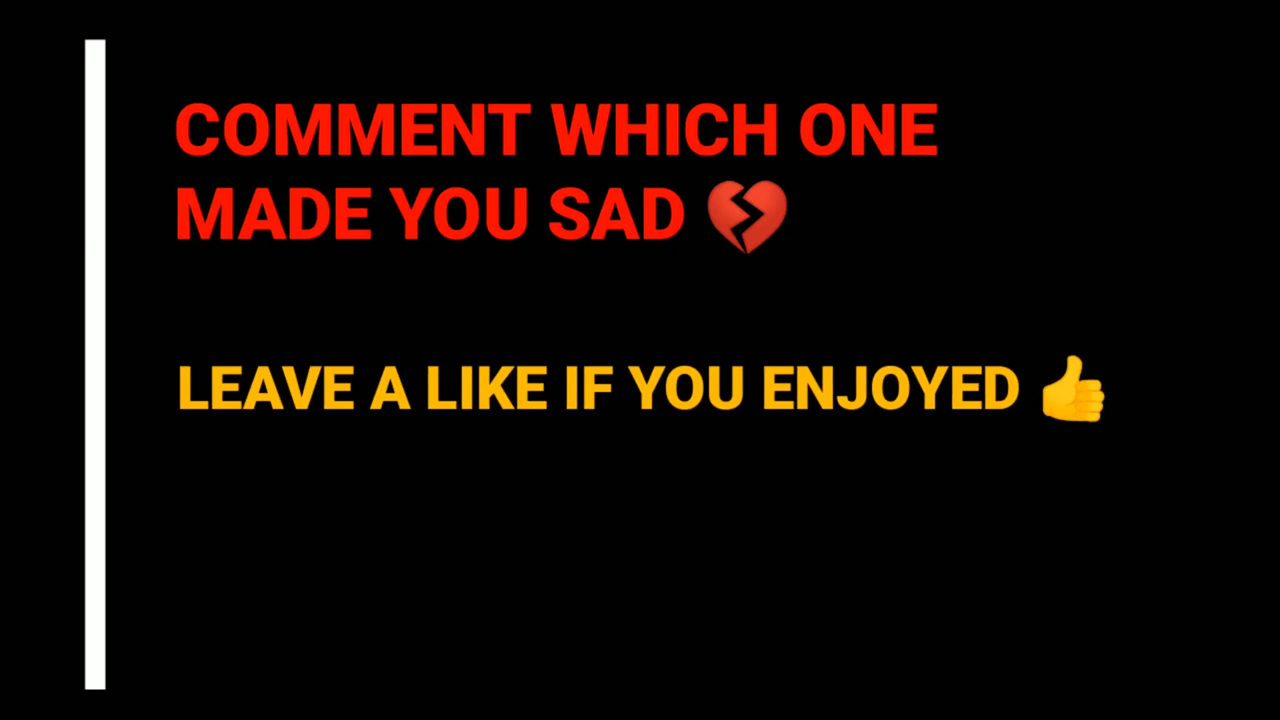 COMMENT WHICH ONE
MADE YOU SAD 💔
LEAVE A LIKE IF YOU ENJOYED 👍